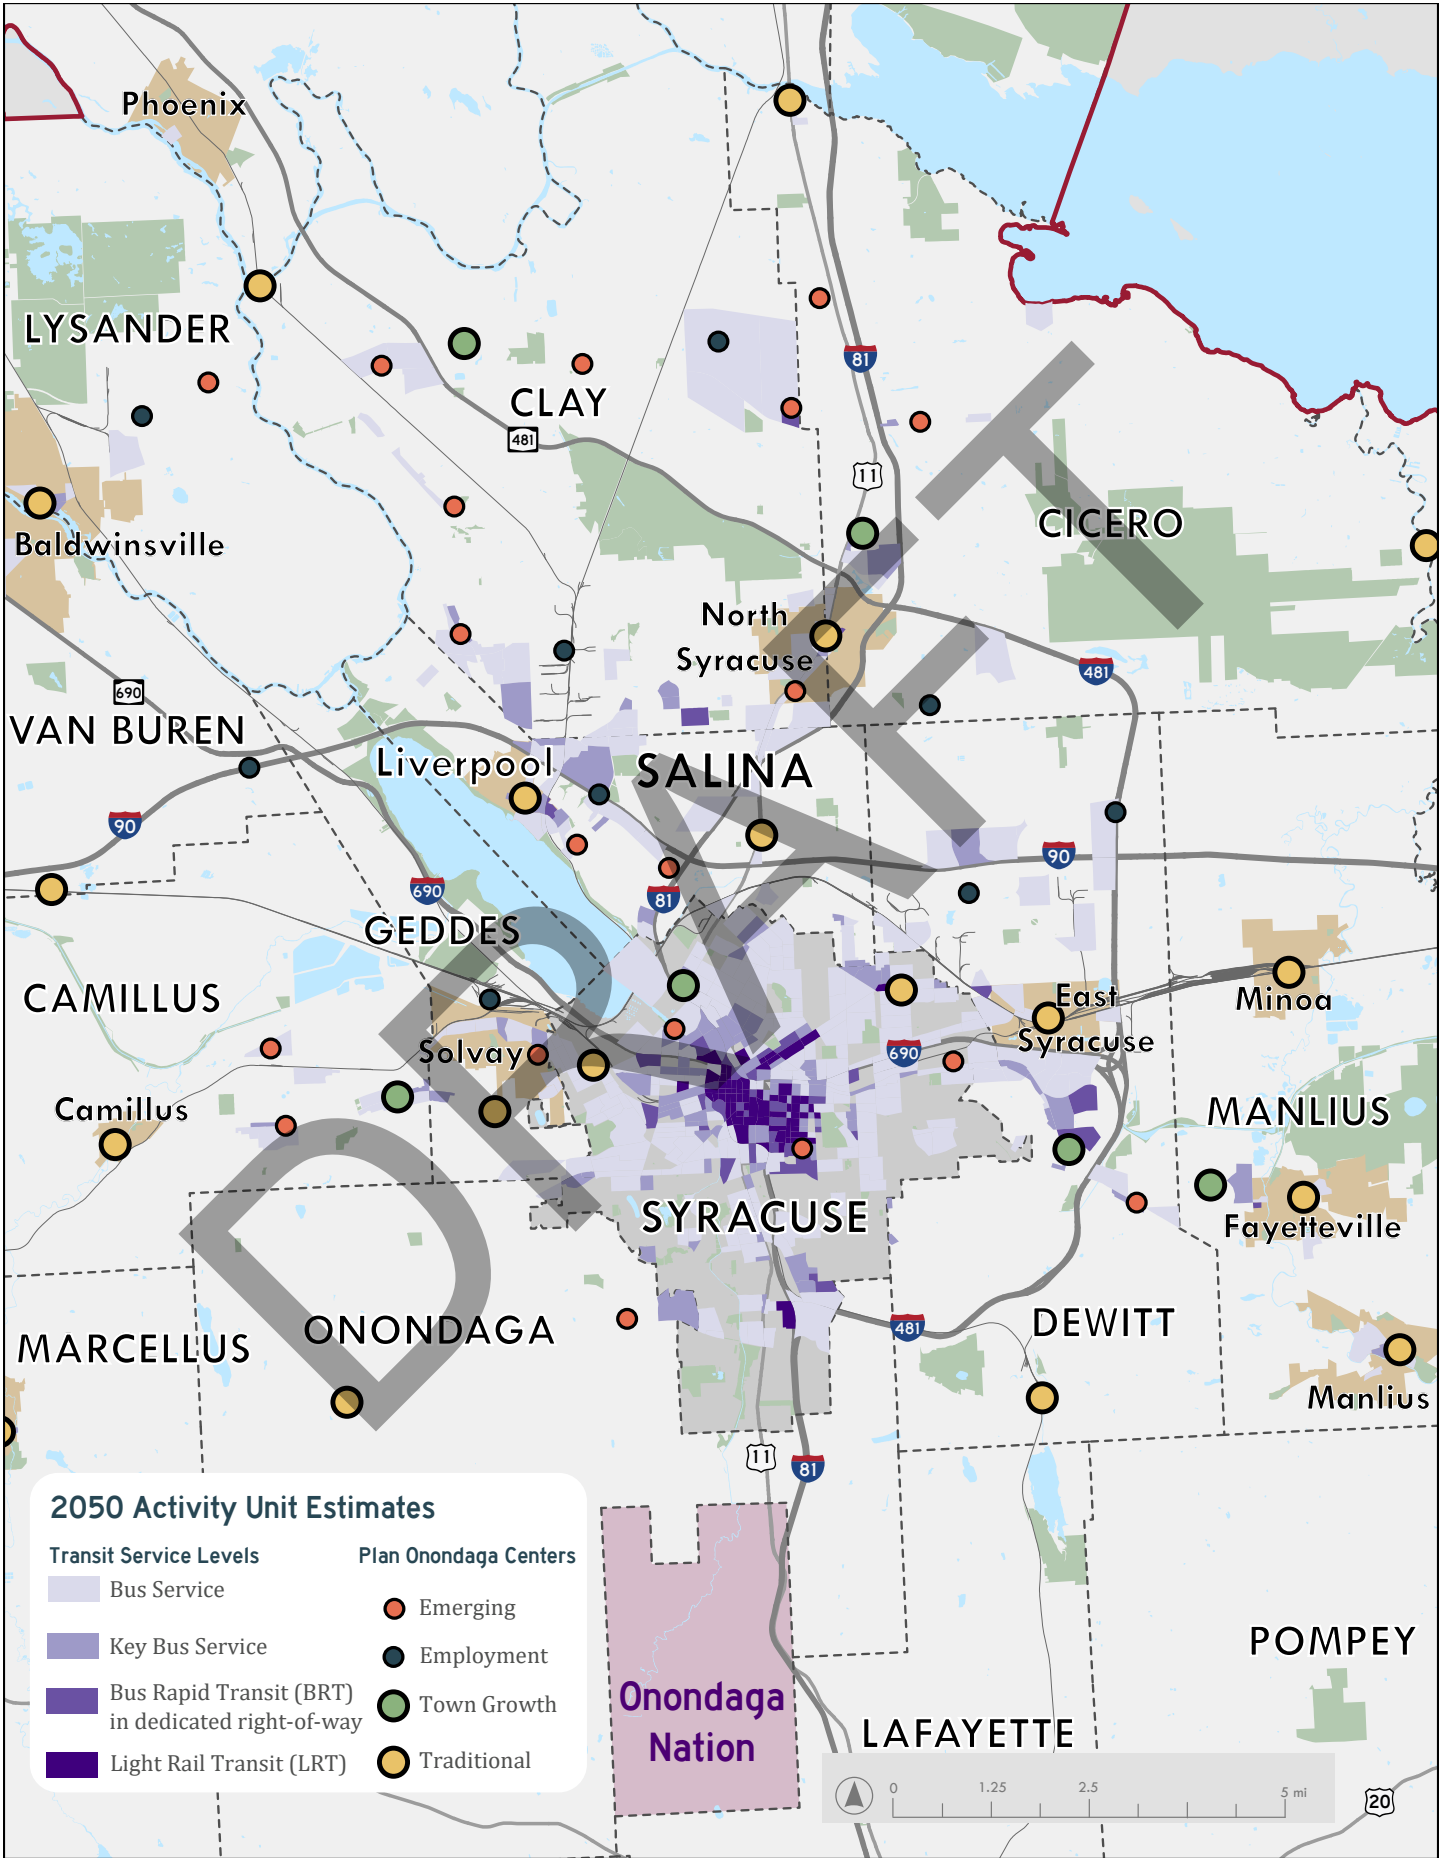 Phoenix
LYSANDER
CLAY
81
481
11
CICERO
Baldwinsville
North
Syracuse
481
690
VAN BUREN
Liverpool
SALINA
90
90
690
81
GEDDES
CAMILLUS
East
Syracuse
Minoa
Solvay
690
Camillus
MANLIUS
SYRACUSE
Fayetteville
ONONDAGA
481
DEWITT
MARCELLUS
Manlius
11
81
DRAFT
2050 Activity Unit Estimates
Transit Service Levels
Bus Service
Key Bus Service
Bus Rapid Transit (BRT)
in dedicated right-of-way
Light Rail Transit (LRT)
Plan Onondaga Centers
Emerging
Employment
Town Growth
Traditional
Onondaga
Nation
POMPEY
LAFAYETTE
0 1.25 2.5 5 mi
20